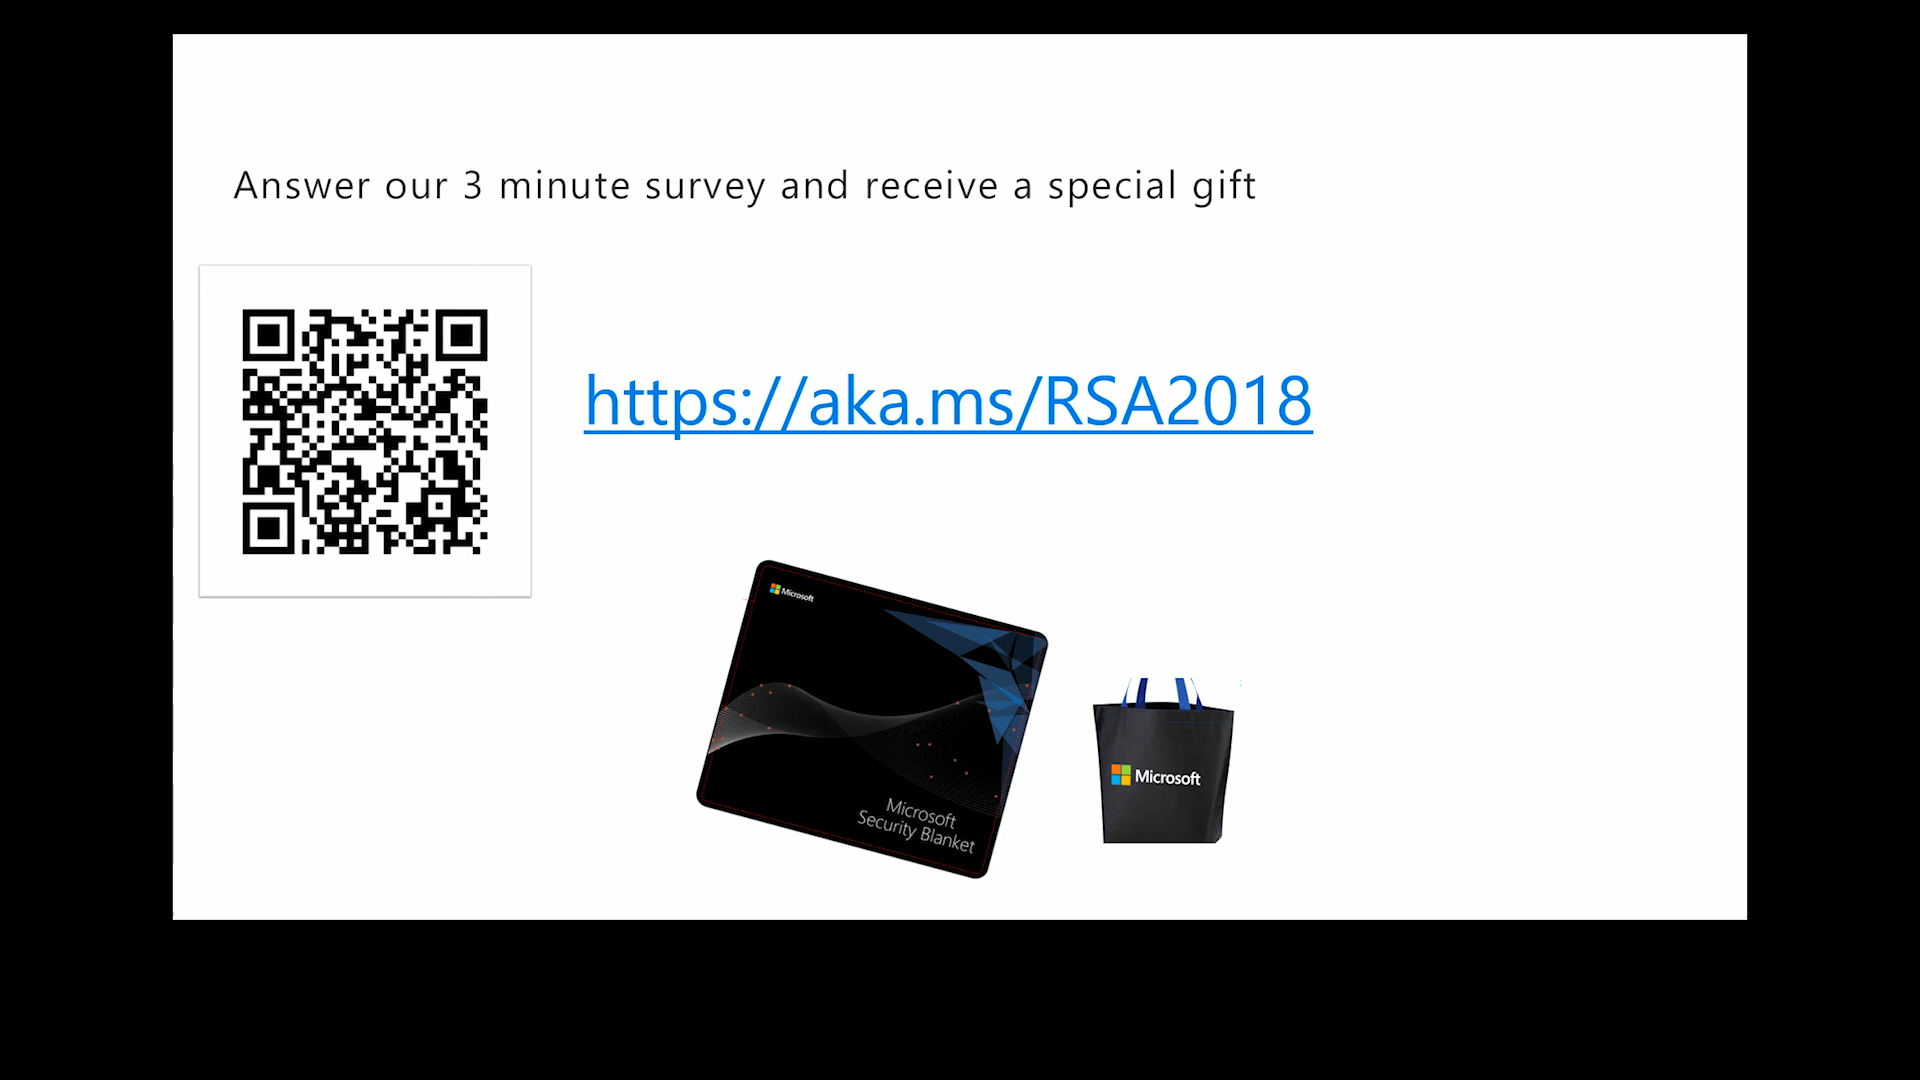 Answer our 3 minute survey and receive a special gift
https://aka.ms/RSA2018
Microsoft
Microsoft
Security Blanket
Microsoft